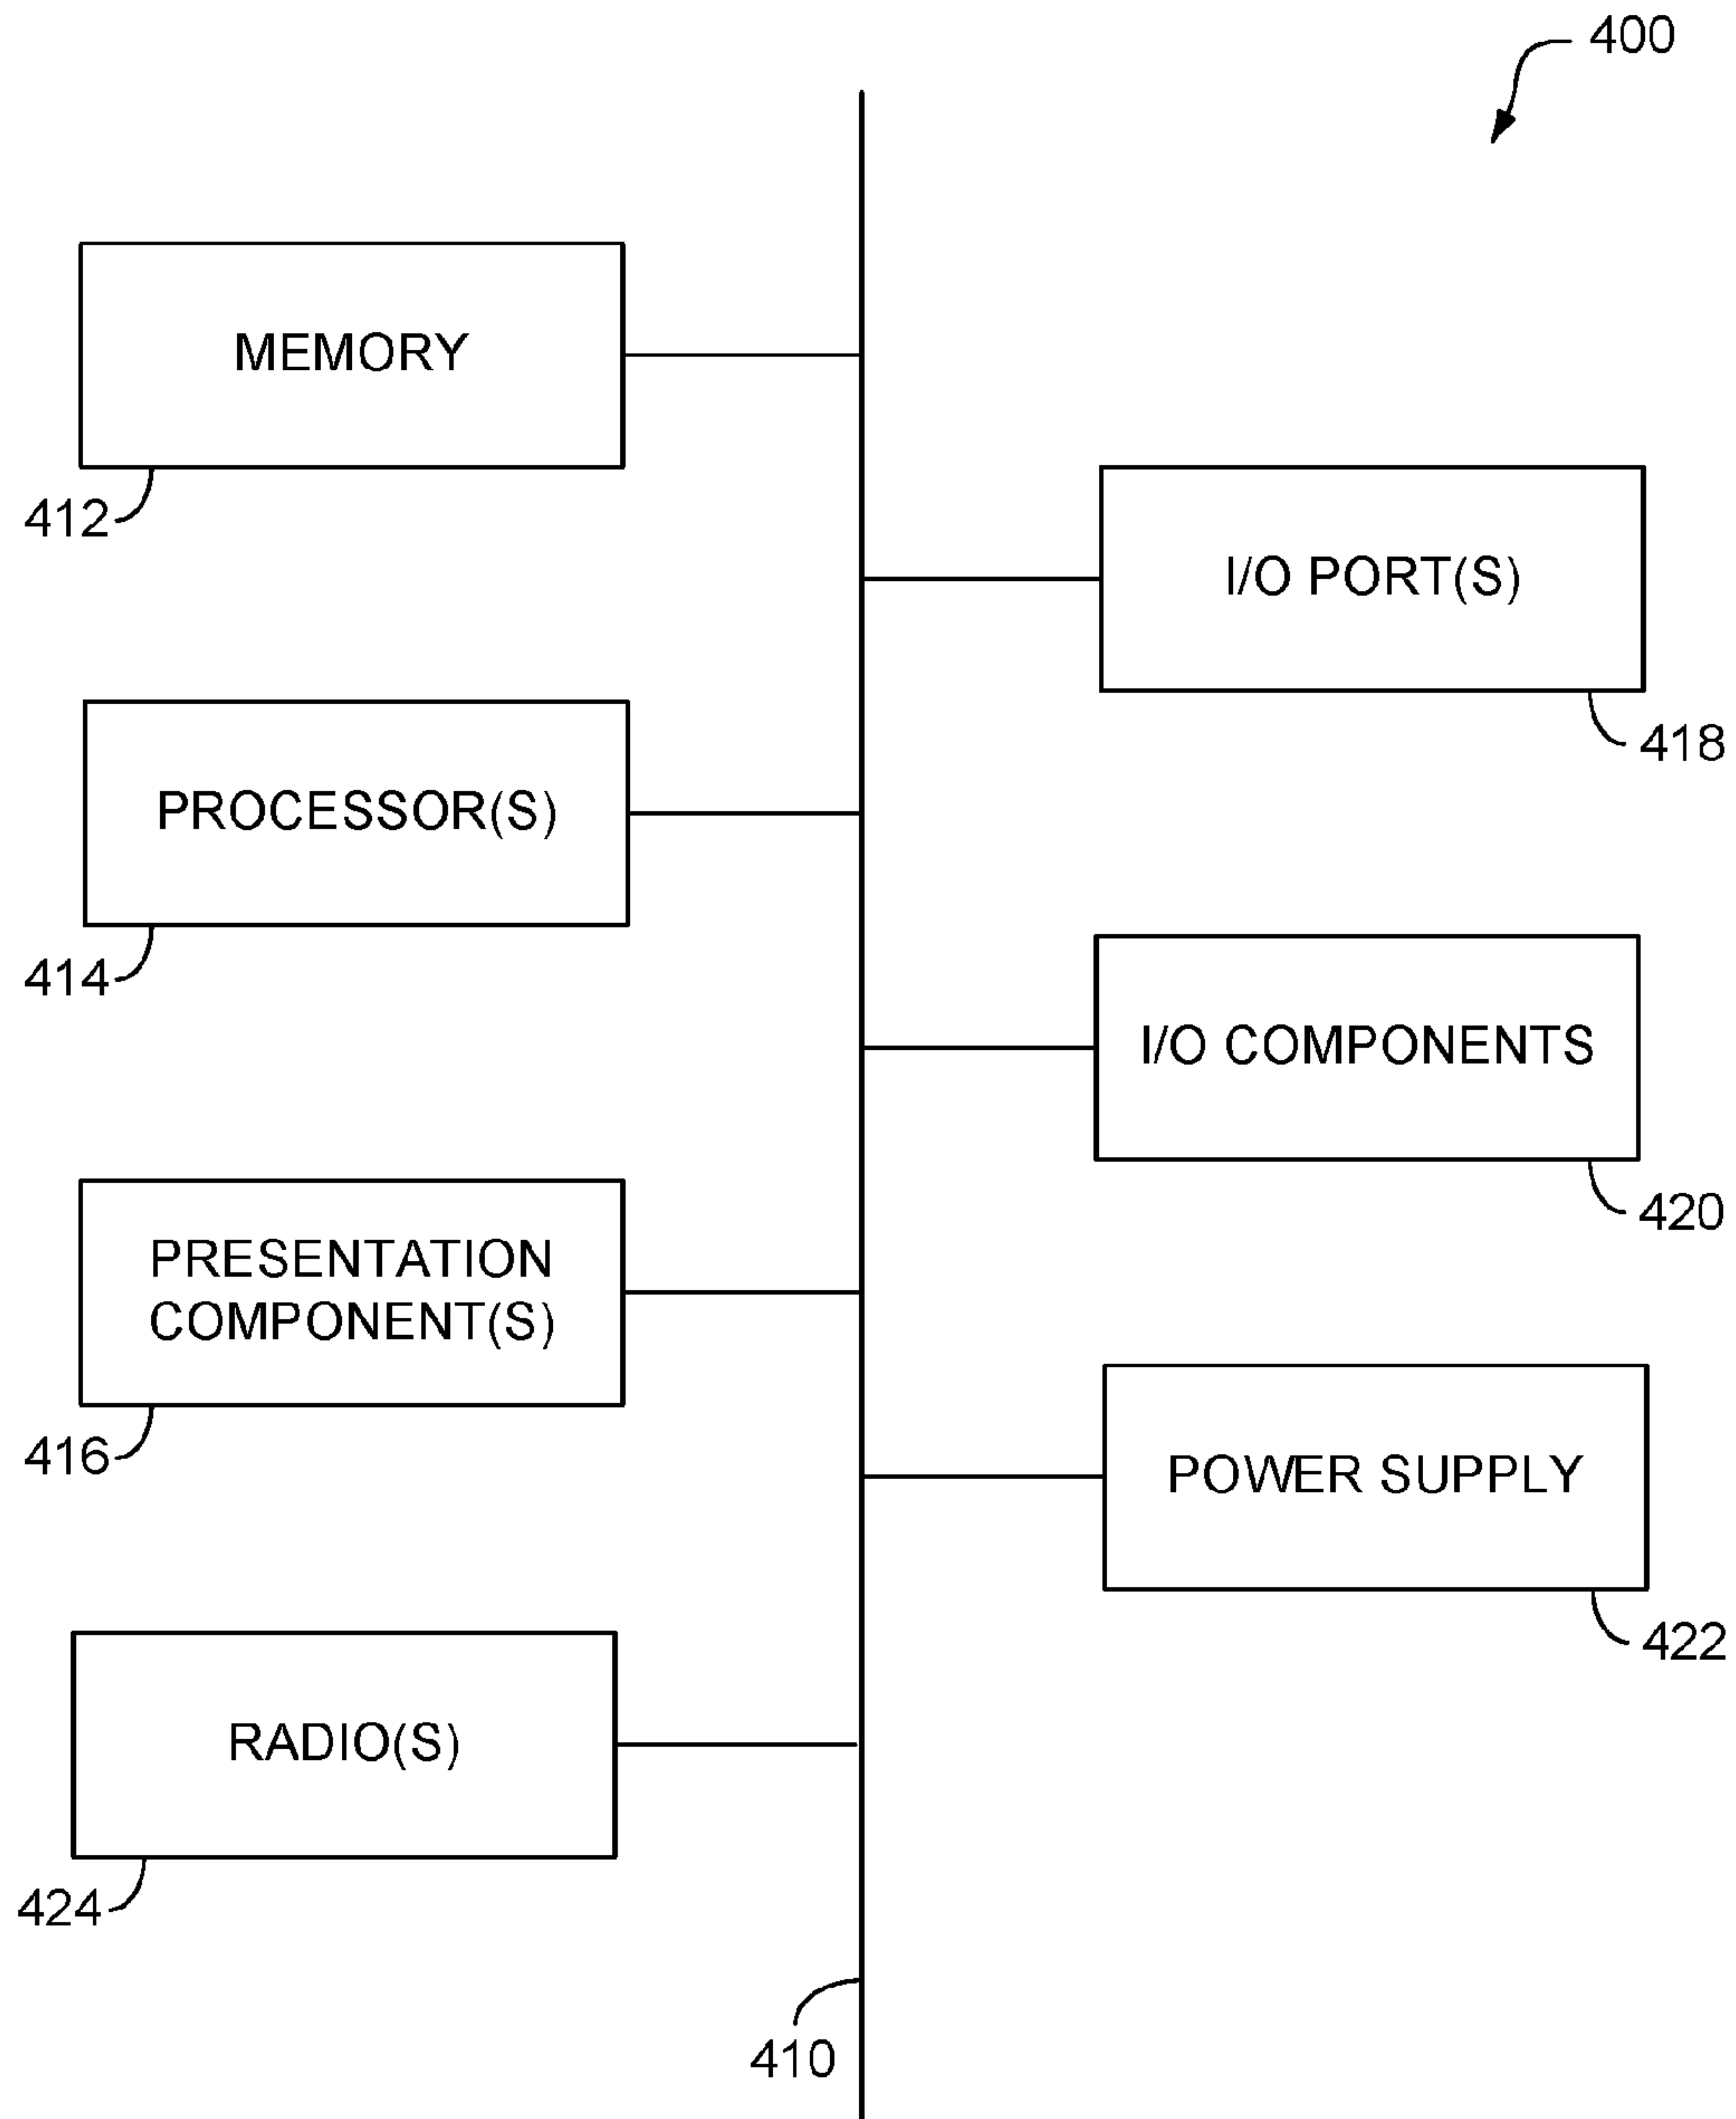 400
MEMORY
412
I/O PORT(S)
418
PROCESSOR(S)
414
I/O COMPONENTS
420
PRESENTATION
COMPONENT(S)
416
POWER SUPPLY
422
RADIO(S)
424
410